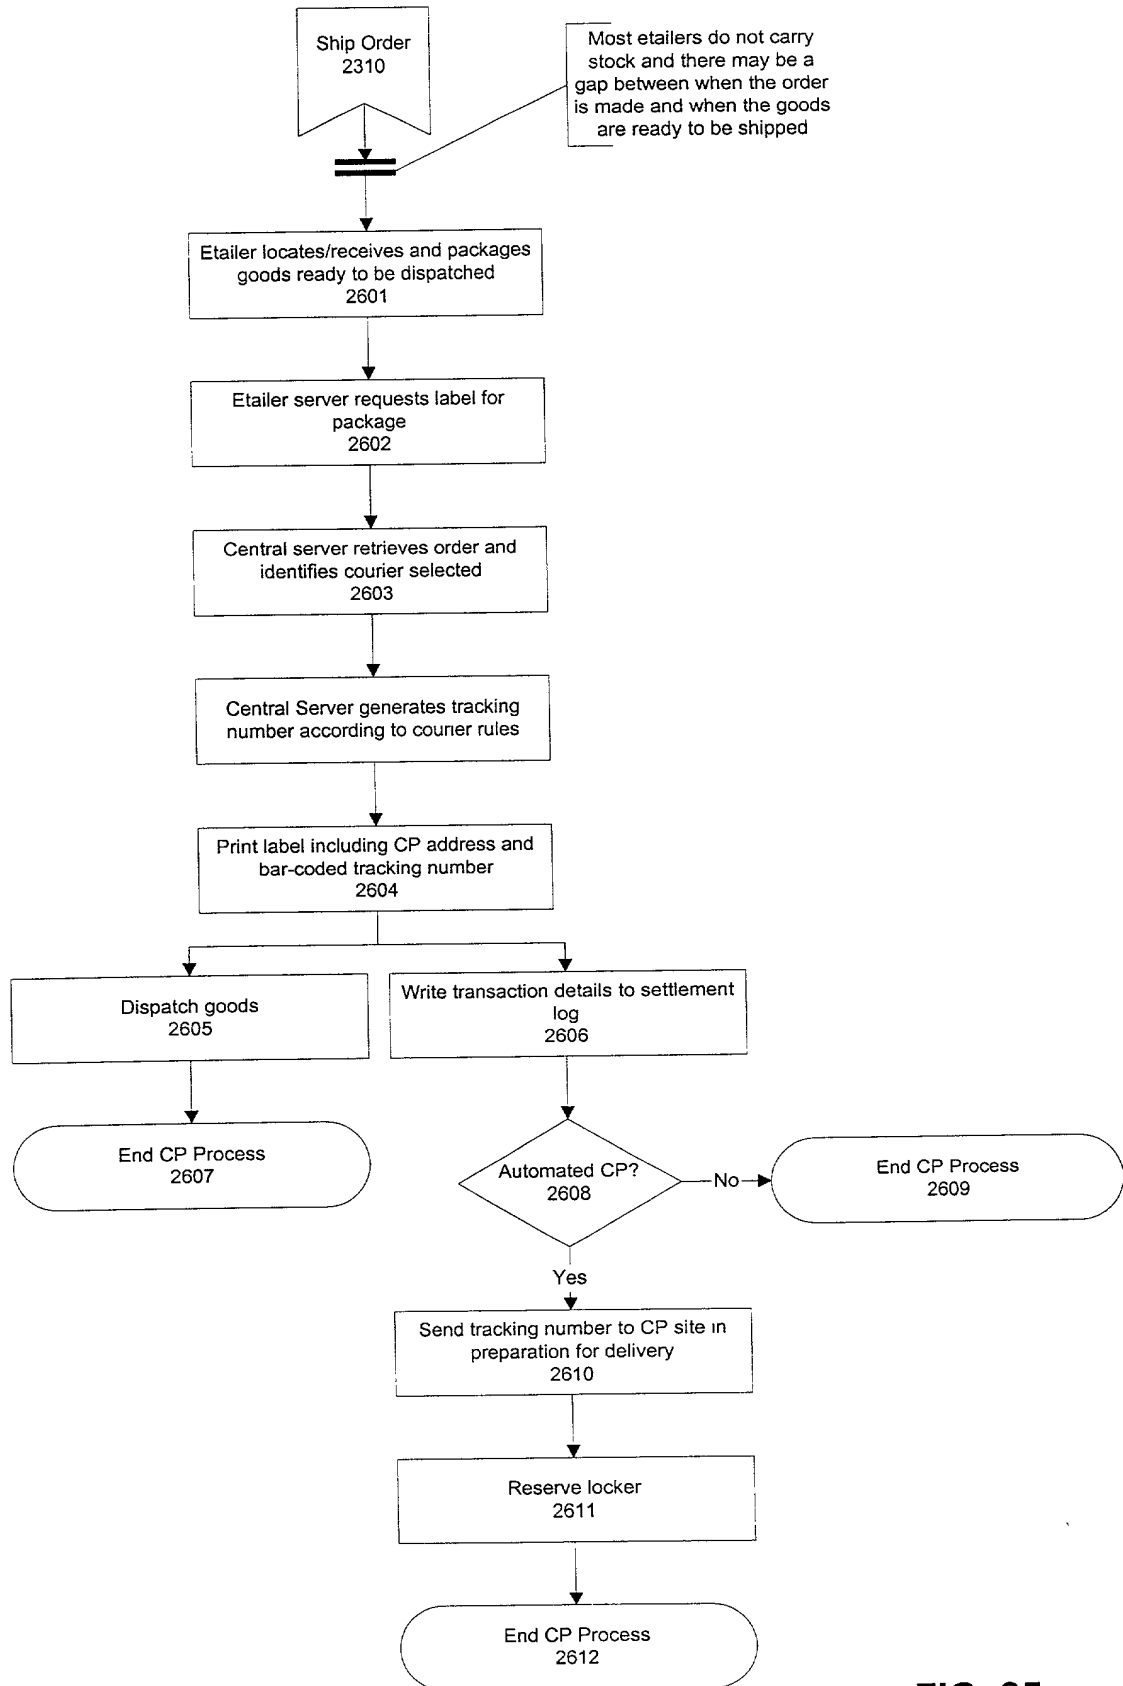 Ship Order
2310
Most etailers do not carry
stock and there may be a
gap between when the order
is made and when the goods
are ready to be shipped
Etailer locates/receives and packages
goods ready to be dispatched
2601
Etailer server requests label for
package
2602
Central server retrieves order and
identifies courier selected
2603
Central Server generates tracking
number according to courier rules
Print label including CP address and
bar-coded tracking number
2604
Dispatch goods
2605
Write transaction details to settlement
log
2606
End CP Process
2607
Automated CP?
2608
No
End CP Process
2609
Yes
Send tracking number to CP site in
preparation for delivery
2610
Reserve locker
2611
End CP Process
2612